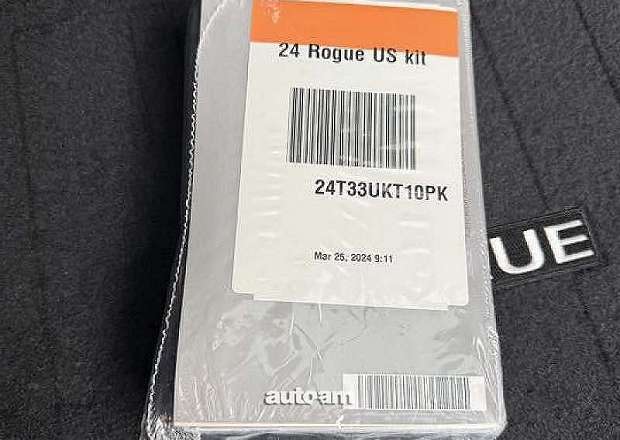 24 Rogue US kit
24T33UKT10PK
Mar 25, 2024 9:11
UE
autoam